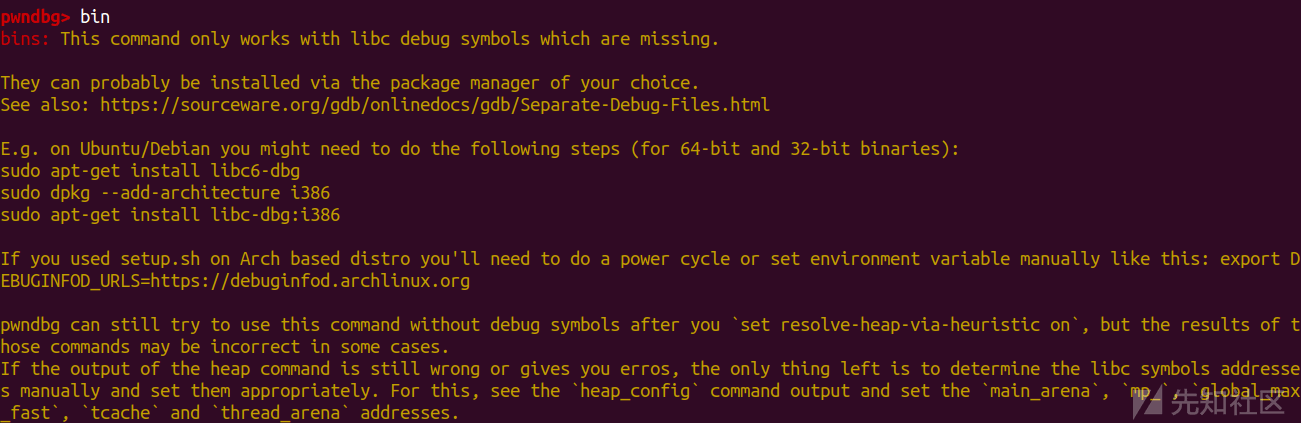 pwndbg> bin
bins: This command only works with libc debug symbols which are missing.
They can probably be installed via the package manager of your choice.
See also: https://sourceware.org/gdb/onlinedocs/gdb/Separate-Debug-Files.html
E.g. on Ubuntu/Debian you might need to do the following steps (for 64-bit and 32-bit binaries):
sudo apt-get install libc6-dbg
sudo dpkg --add-architecture i386
sudo apt-get install libc-dbg:i386
If you used setup.sh on Arch based distro you'll need to do a power cycle or set environment variable manually like this: export D
EBUGINFOD_URLS=https://debuginfod.archlinux.org
pwndbg can still try to use this command without debug symbols after you `set resolve-heap-via-heuristic on`, but the results of t
hose commands may be incorrect in some cases.
If the output of the heap command is still wrong or gives you erros, the only thing left is to determine the libc symbols addresse
s manually and set them appropriately. For this, see the `heap_config` command output and set the `main_arena`, `mp_`, `global_max
_fast`, `tcache` and `thread_arena` addresses.
先知社区